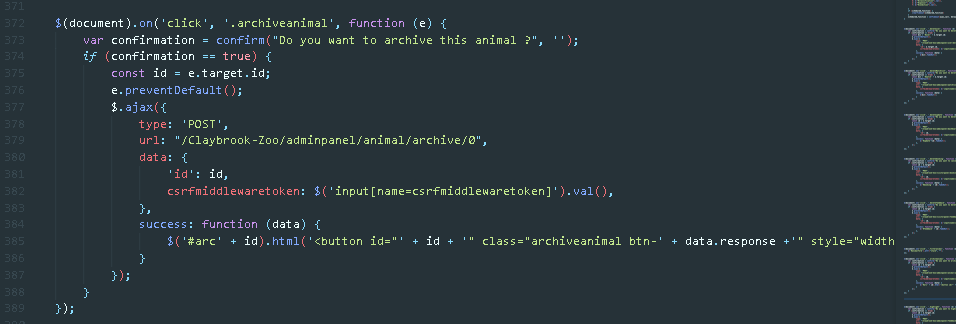 371
372 $(document).on('click', '.archiveanimal', function (e) {
373 var confirmation = confirm("Do you want to archive this animal ?", '');
374 if (confirmation == true) {
375 const id = e.target.id;
376 e.preventDefault();
377 $.ajax({
378 type: 'POST',
379 url: "/Claybrook-Zoo/adminpanel/animal/archive/0",
380 data: {
381 'id': id,
382 csrfmiddlewaretoken: $('input[name=csrfmiddlewaretoken]').val(),
383 },
384 success: function (data) {
385 $('#arc' + id).html('<button id="' + id + '" class="archiveanimal btn-' + data.response +'" style="width
386 }
387 });
388 }
389 });